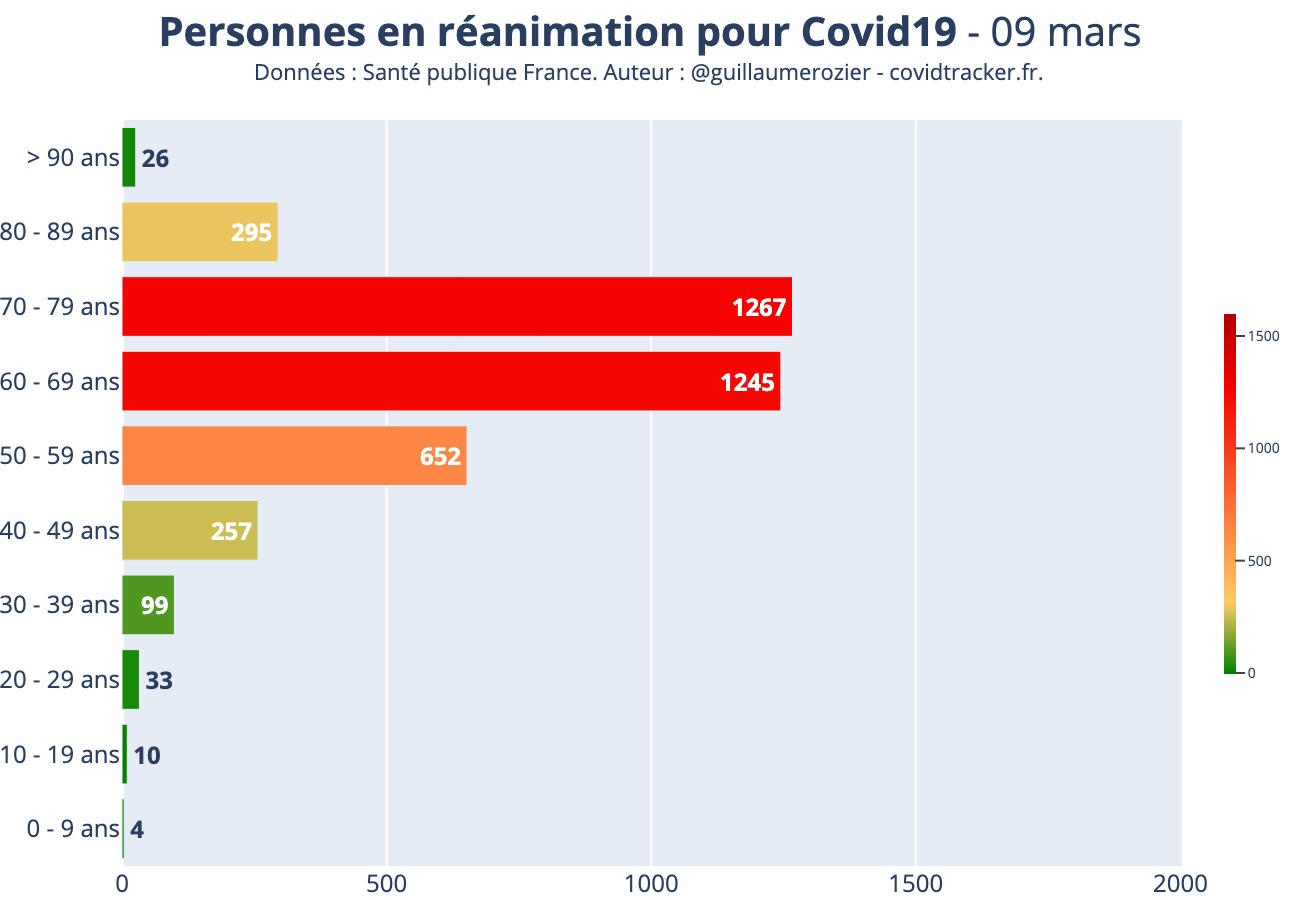 Personnes en réanimation pour Covid19 - 09 mars
Données : Santé publique France. Auteur : @guillaumerozier - covidtracker.fr.
> 90 ans 26
80 - 89 ans 295
70 - 79 ans 1267
60 - 69 ans 1245
50 - 59 ans 652
40 - 49 ans 257
30 - 39 ans 99
20 - 29 ans 33
10 - 19 ans 10
0 - 9 ans 4
0 500 1000 1500 2000
1500
1000
500
0